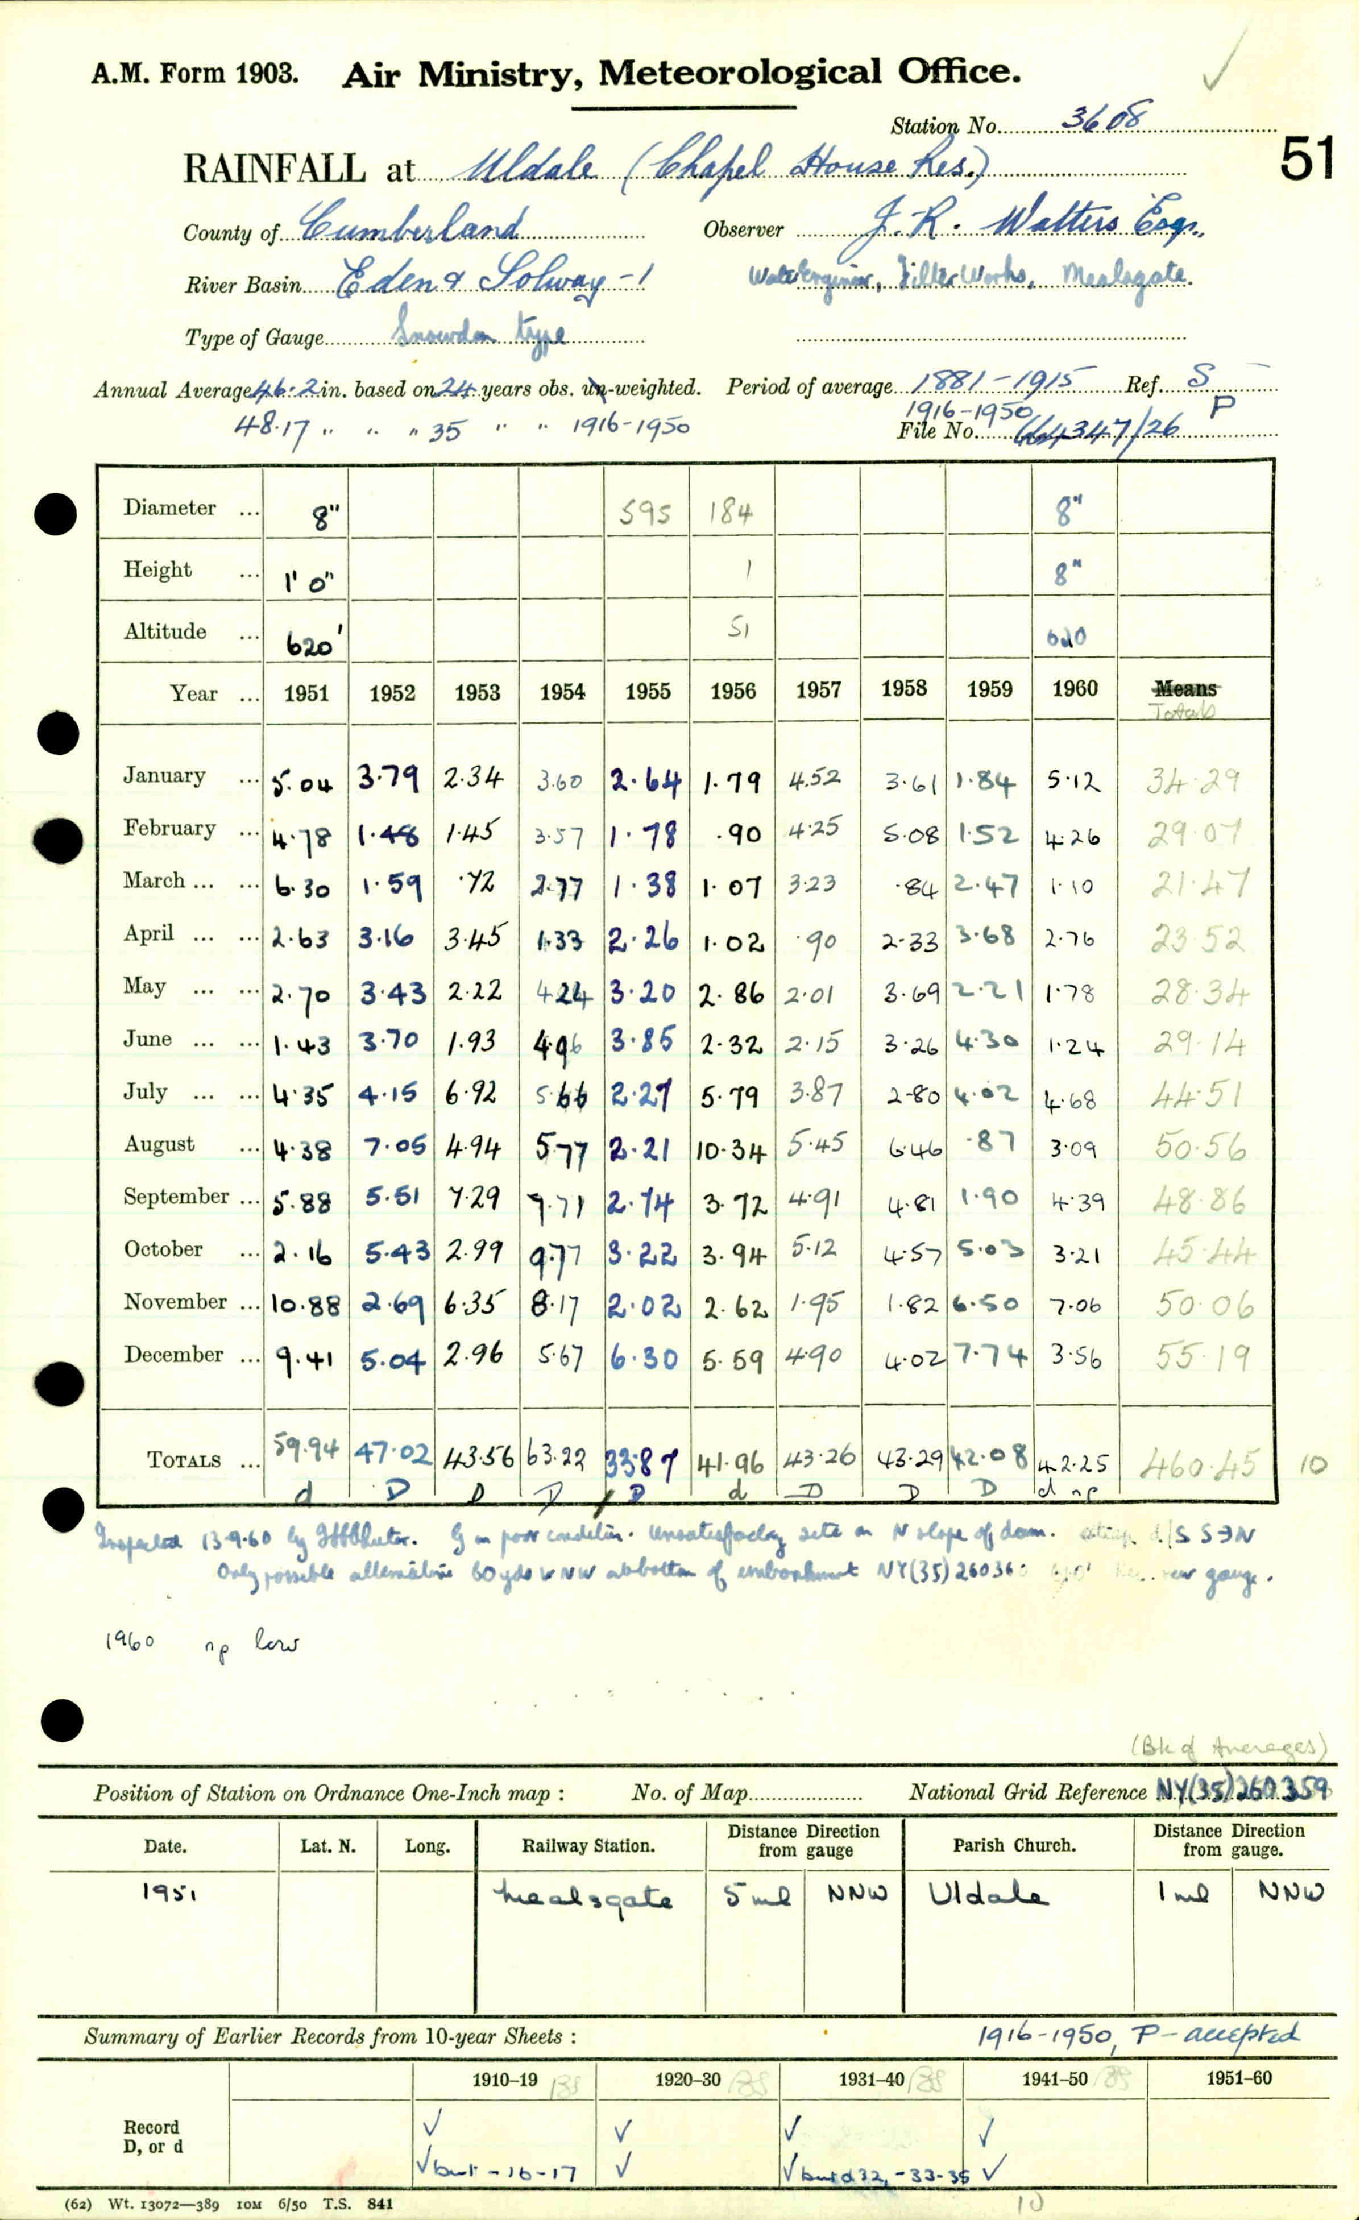 A.M. Form 1903. Air Ministry, Meteorological Office.
Station No. 3608
51
RAINFALL at Uldale (Chapel House Res.)
County of Cumberland Observer J. R. Walters Esq.,
River Basin Eden & Solway - 1 Water Engineer, Filter Works, Mealsgate.
Type of Gauge Snowdon type
Annual Average 46.2 in. based on 24 years obs. un-weighted. Period of average 1881-1915 Ref. S
1916-1950 P
48.17 " " " 35 " " 1916-1950 File No. 664347/26
Diameter ... 8" 595 184 8"
Height ... 1' 0" 1 8"
Altitude ... 620' 51 620
Year ... 1951 1952 1953 1954 1955 1956 1957 1958 1959 1960 Means
Totals
January ... 5.04 3.79 2.34 3.60 2.64 1.79 4.52 3.61 1.84 5.12 34.29
February ... 4.78 1.48 1.45 3.57 1.78 .90 4.25 5.08 1.52 4.26 29.07
March ... ... 6.30 1.59 .72 2.77 1.38 1.07 3.23 .84 2.47 1.10 21.47
April ... ... 2.63 3.16 3.45 1.33 2.26 1.02 .90 2.33 3.68 2.76 23.52
May ... ... 2.70 3.43 2.22 4.24 3.20 2.86 2.01 3.69 2.21 1.78 28.34
June ... ... 1.43 3.70 1.93 4.96 3.85 2.32 2.15 3.26 4.30 1.24 29.14
July ... ... 4.35 4.15 6.92 5.66 2.27 5.79 3.87 2.80 4.02 4.68 44.51
August ... 4.38 7.05 4.94 5.77 2.21 10.34 5.45 6.46 .87 3.09 50.56
September ... 5.88 5.51 7.29 7.71 2.74 3.72 4.91 4.81 1.90 4.39 48.86
October ... 2.16 5.43 2.99 9.77 3.22 3.94 5.12 4.57 5.03 3.21 45.44
November ... 10.88 2.69 6.35 8.17 2.02 2.62 1.95 1.82 6.50 7.06 50.06
December ... 9.41 5.04 2.96 5.67 6.30 5.59 4.90 4.02 7.74 3.56 55.19
TOTALS ... 59.94 47.02 43.56 63.22 33.87 41.96 43.26 43.29 42.08 42.25 460.45 10
d D D D D d D D D d np
Inspected 13.9.60 by G in poor condition. Unsatisfactory site on N slope of dam.
Only possible alternative 60 yds W NW at bottom of embankment NY(35)260360 new gauge.
1960 np low
(Bk of Averages)
Position of Station on Ordnance One-Inch map : No. of Map National Grid Reference NY(35)260359
Date. Lat. N. Long. Railway Station. Distance Direction from gauge Parish Church. Distance Direction from gauge.
1951 Mealsgate 5 ml NNW Uldale 1 ml NNW
Summary of Earlier Records from 10-year Sheets : 1916-1950, P - accepted
1910-19 BS 1920-30 BS 1931-40 BS 1941-50 BS 1951-60
Record ✓ ✓ ✓ ✓
D, or d ✓ but -16-17 ✓ ✓ but d 32, -33-35 ✓
(62) Wt. 13072—389 10M 6/50 T.S. 841
10